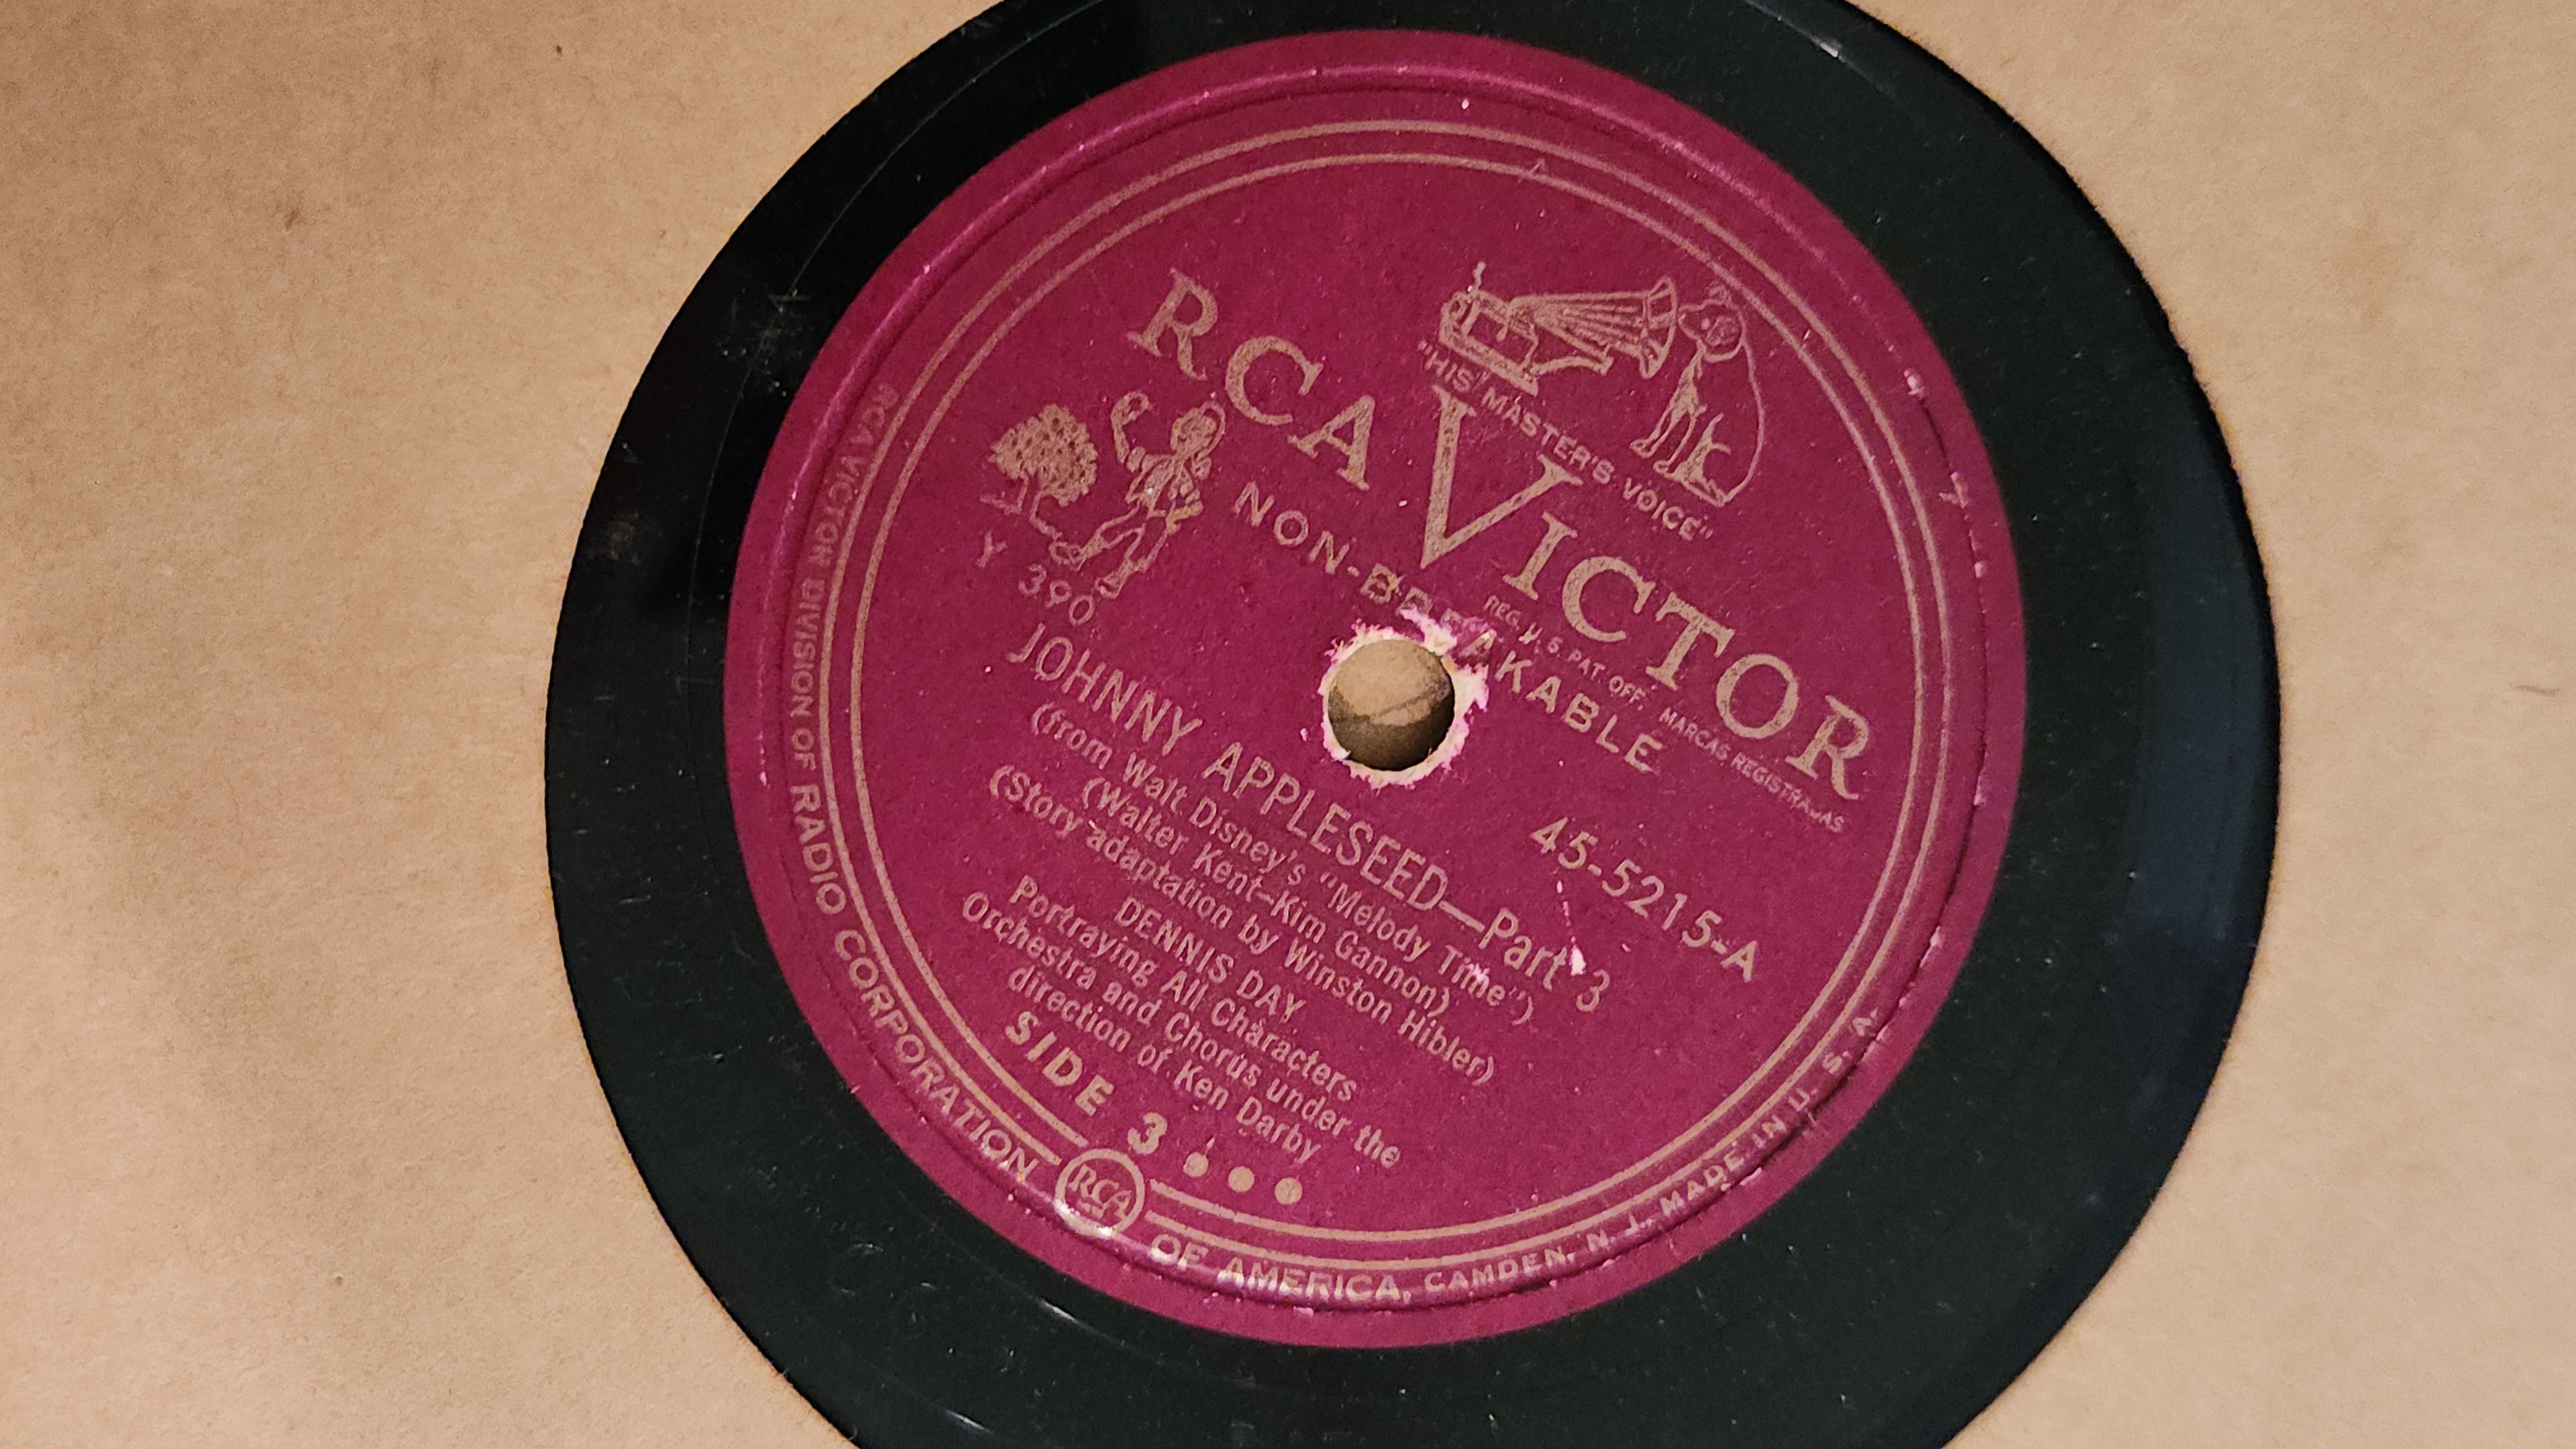 "HIS MASTER'S VOICE"
RCA VICTOR
REG. U. S. PAT. OFF. MARCAS REGISTRADAS
NON-BREAKABLE
Y 390
45-5215-A
JOHNNY APPLESEED—Part 3
(from Walt Disney's "Melody Time")
(Walter Kent-Kim Gannon)
(Story adaptation by Winston Hibler)
DENNIS DAY
Portraying All Characters
Orchestra and Chorus under the
direction of Ken Darby
SIDE 3 . . .
RCA
RCA VICTOR DIVISION OF RADIO CORPORATION OF AMERICA, CAMDEN, N. J. MADE IN U. S. A.